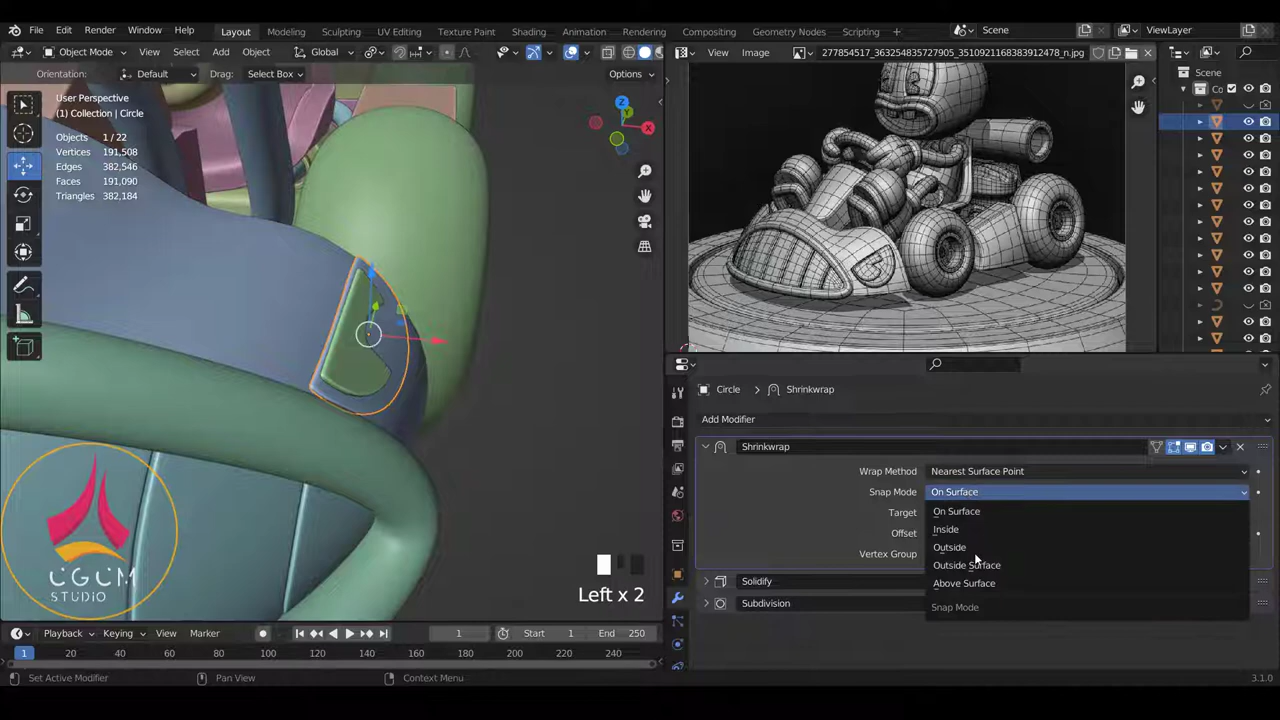 File Edit Render Window Help Layout Modeling Sculpting UV Editing Texture Paint Shading Animation Rendering Compositing Geometry Nodes Scripting Scene ViewLayer
Object Mode View Select Add Object Global View Image 277854517_363254835727905_3510921168383912478_n.jpg
Orientation: Default Drag: Select Box Options Scene
Co
User Perspective
(1) Collection | Circle
Objects 1 / 22
Vertices 191,508
Edges 382,546
Faces 191,090
Triangles 382,184
Z
X
Y
Circle > Shrinkwrap
Add Modifier
Shrinkwrap
Wrap Method Nearest Surface Point
Snap Mode On Surface
Target On Surface
Inside
Offset
Outside
Vertex Group
Outside Surface
Solidify
Above Surface
Subdivision
Snap Mode
CGCM
STUDIO
Left x 2
Playback Keying View Marker 1 Start 1 End 250
1 20 40 60 80 100 120 140 160 180 200 220 240
Set Active Modifier Pan View Context Menu 3.1.0